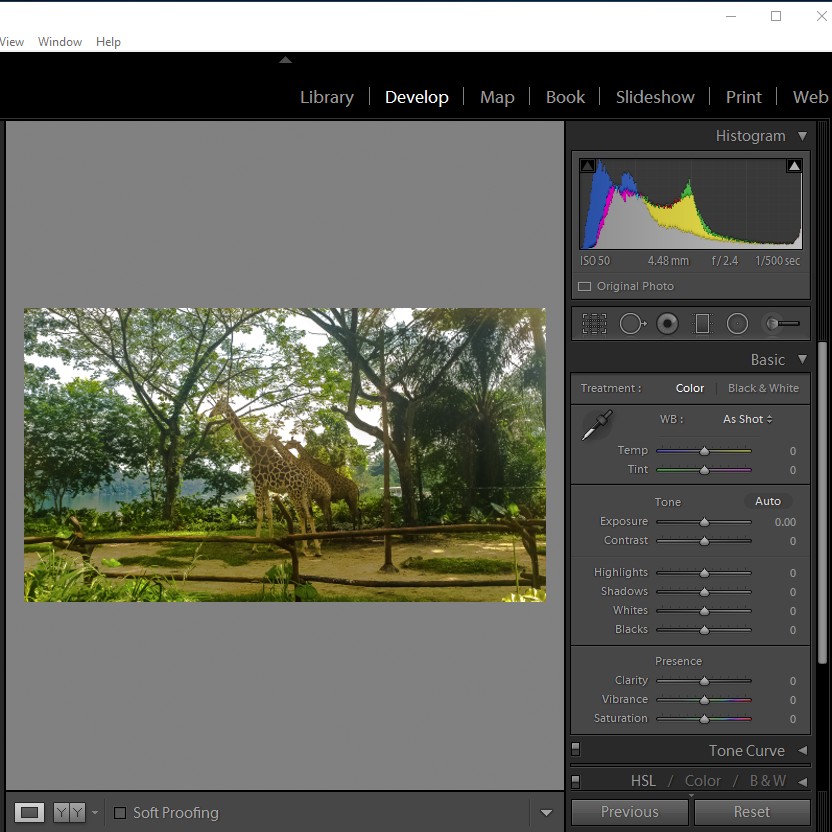 View Window Help
Library Develop Map Book Slideshow Print Web
Histogram
ISO 50 4.48 mm f / 2.4 1/500 sec
Original Photo
Basic
Treatment : Color Black & White
WB : As Shot
Temp 0
Tint 0
Tone Auto
Exposure 0.00
Contrast 0
Highlights 0
Shadows 0
Whites 0
Blacks 0
Presence
Clarity 0
Vibrance 0
Saturation 0
Tone Curve
HSL / Color / B & W
Y Y Soft Proofing Previous Reset